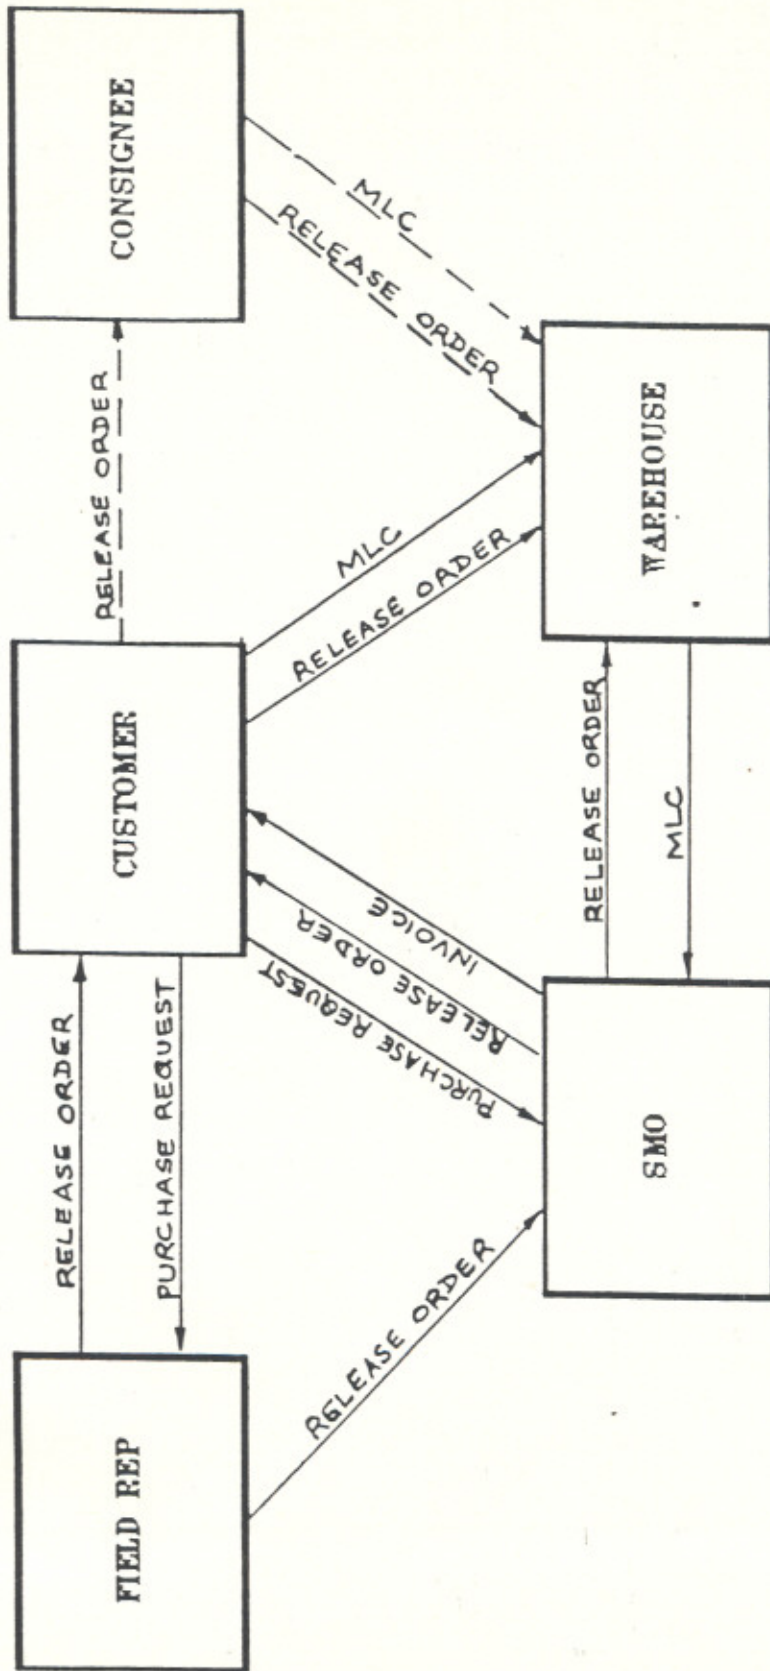 FIELD REP
RELEASE ORDER
PURCHASE REQUEST
CUSTOMER
RELEASE ORDER
CONSIGNEE
RELEASE ORDER
PURCHASE REQUEST
RELEASE ORDER
INVOICE
RELEASE ORDER
MLC
RELEASE ORDER
MLC
SMO
RELEASE ORDER
MLC
WAREHOUSE